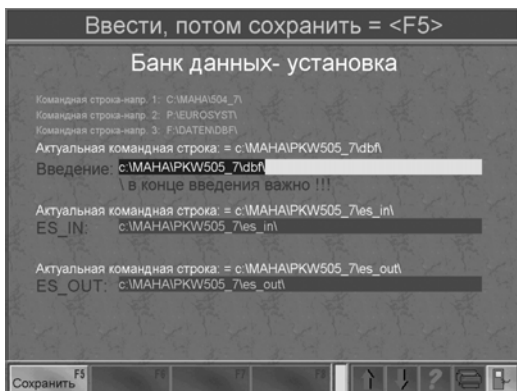 Ввести, потом сохранить = <F5>
Банк данных- установка
Командная строка-напр. 1: C:\MAHA\504_7\
Командная строка-напр. 2: P:\EUROSYST\
Командная строка-напр. 3: F:\DATEN\DBF\
Актуальная командная строка: = c:\MAHA\PKW505_7\dbf\
Введение: c:\MAHA\PKW505_7\dbf\
\ в конце введения важно !!!
Актуальная командная строка: = c:\MAHA\PKW505_7\es_in\
ES_IN: c:\MAHA\PKW505_7\es_in\
Актуальная командная строка: = c:\MAHA\PKW505_7\es_out\
ES_OUT: c:\MAHA\PKW505_7\es_out\
F5 F6 F7 F8
Сохранить ?